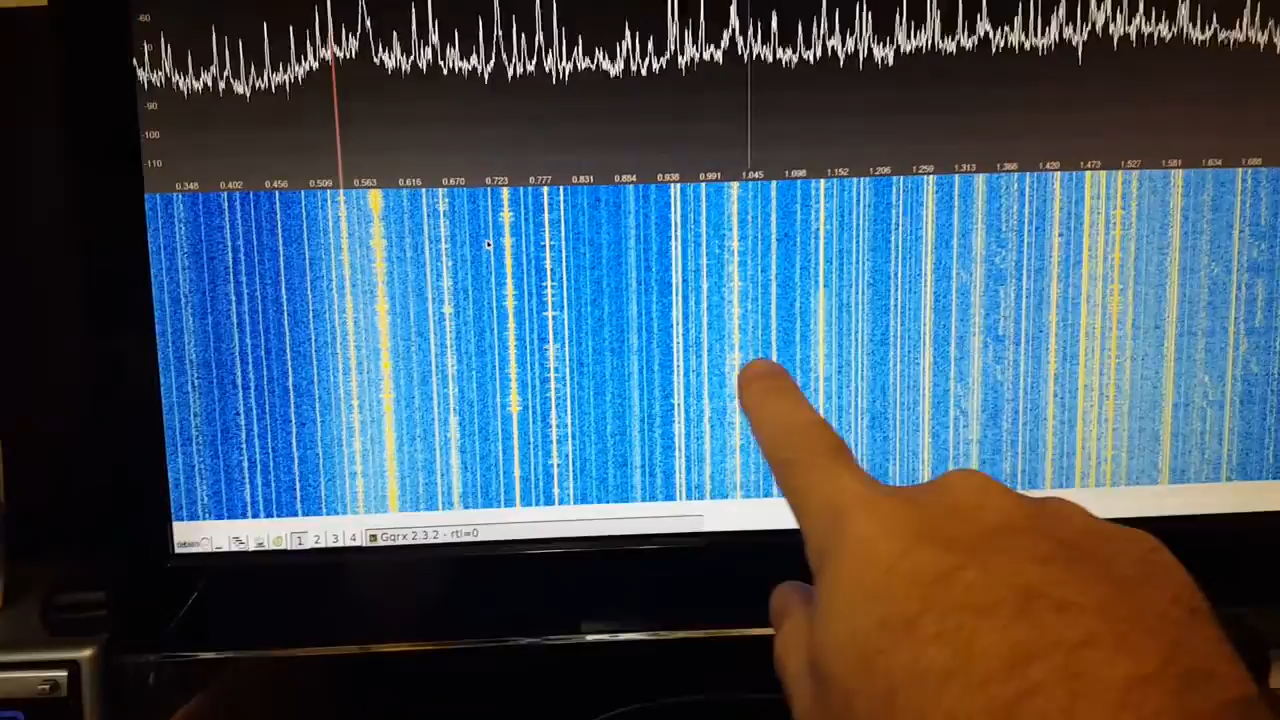 -60
-90
-100
-110
0.348 0.402 0.456 0.509 0.563 0.616 0.670 0.723 0.777 0.831 0.884 0.938 0.991 1.045 1.098 1.152 1.206 1.259 1.313 1.366 1.420 1.473 1.527 1.581 1.634 1.688
debian 1 2 3 4 Gqrx 2.3.2 - rtl=0